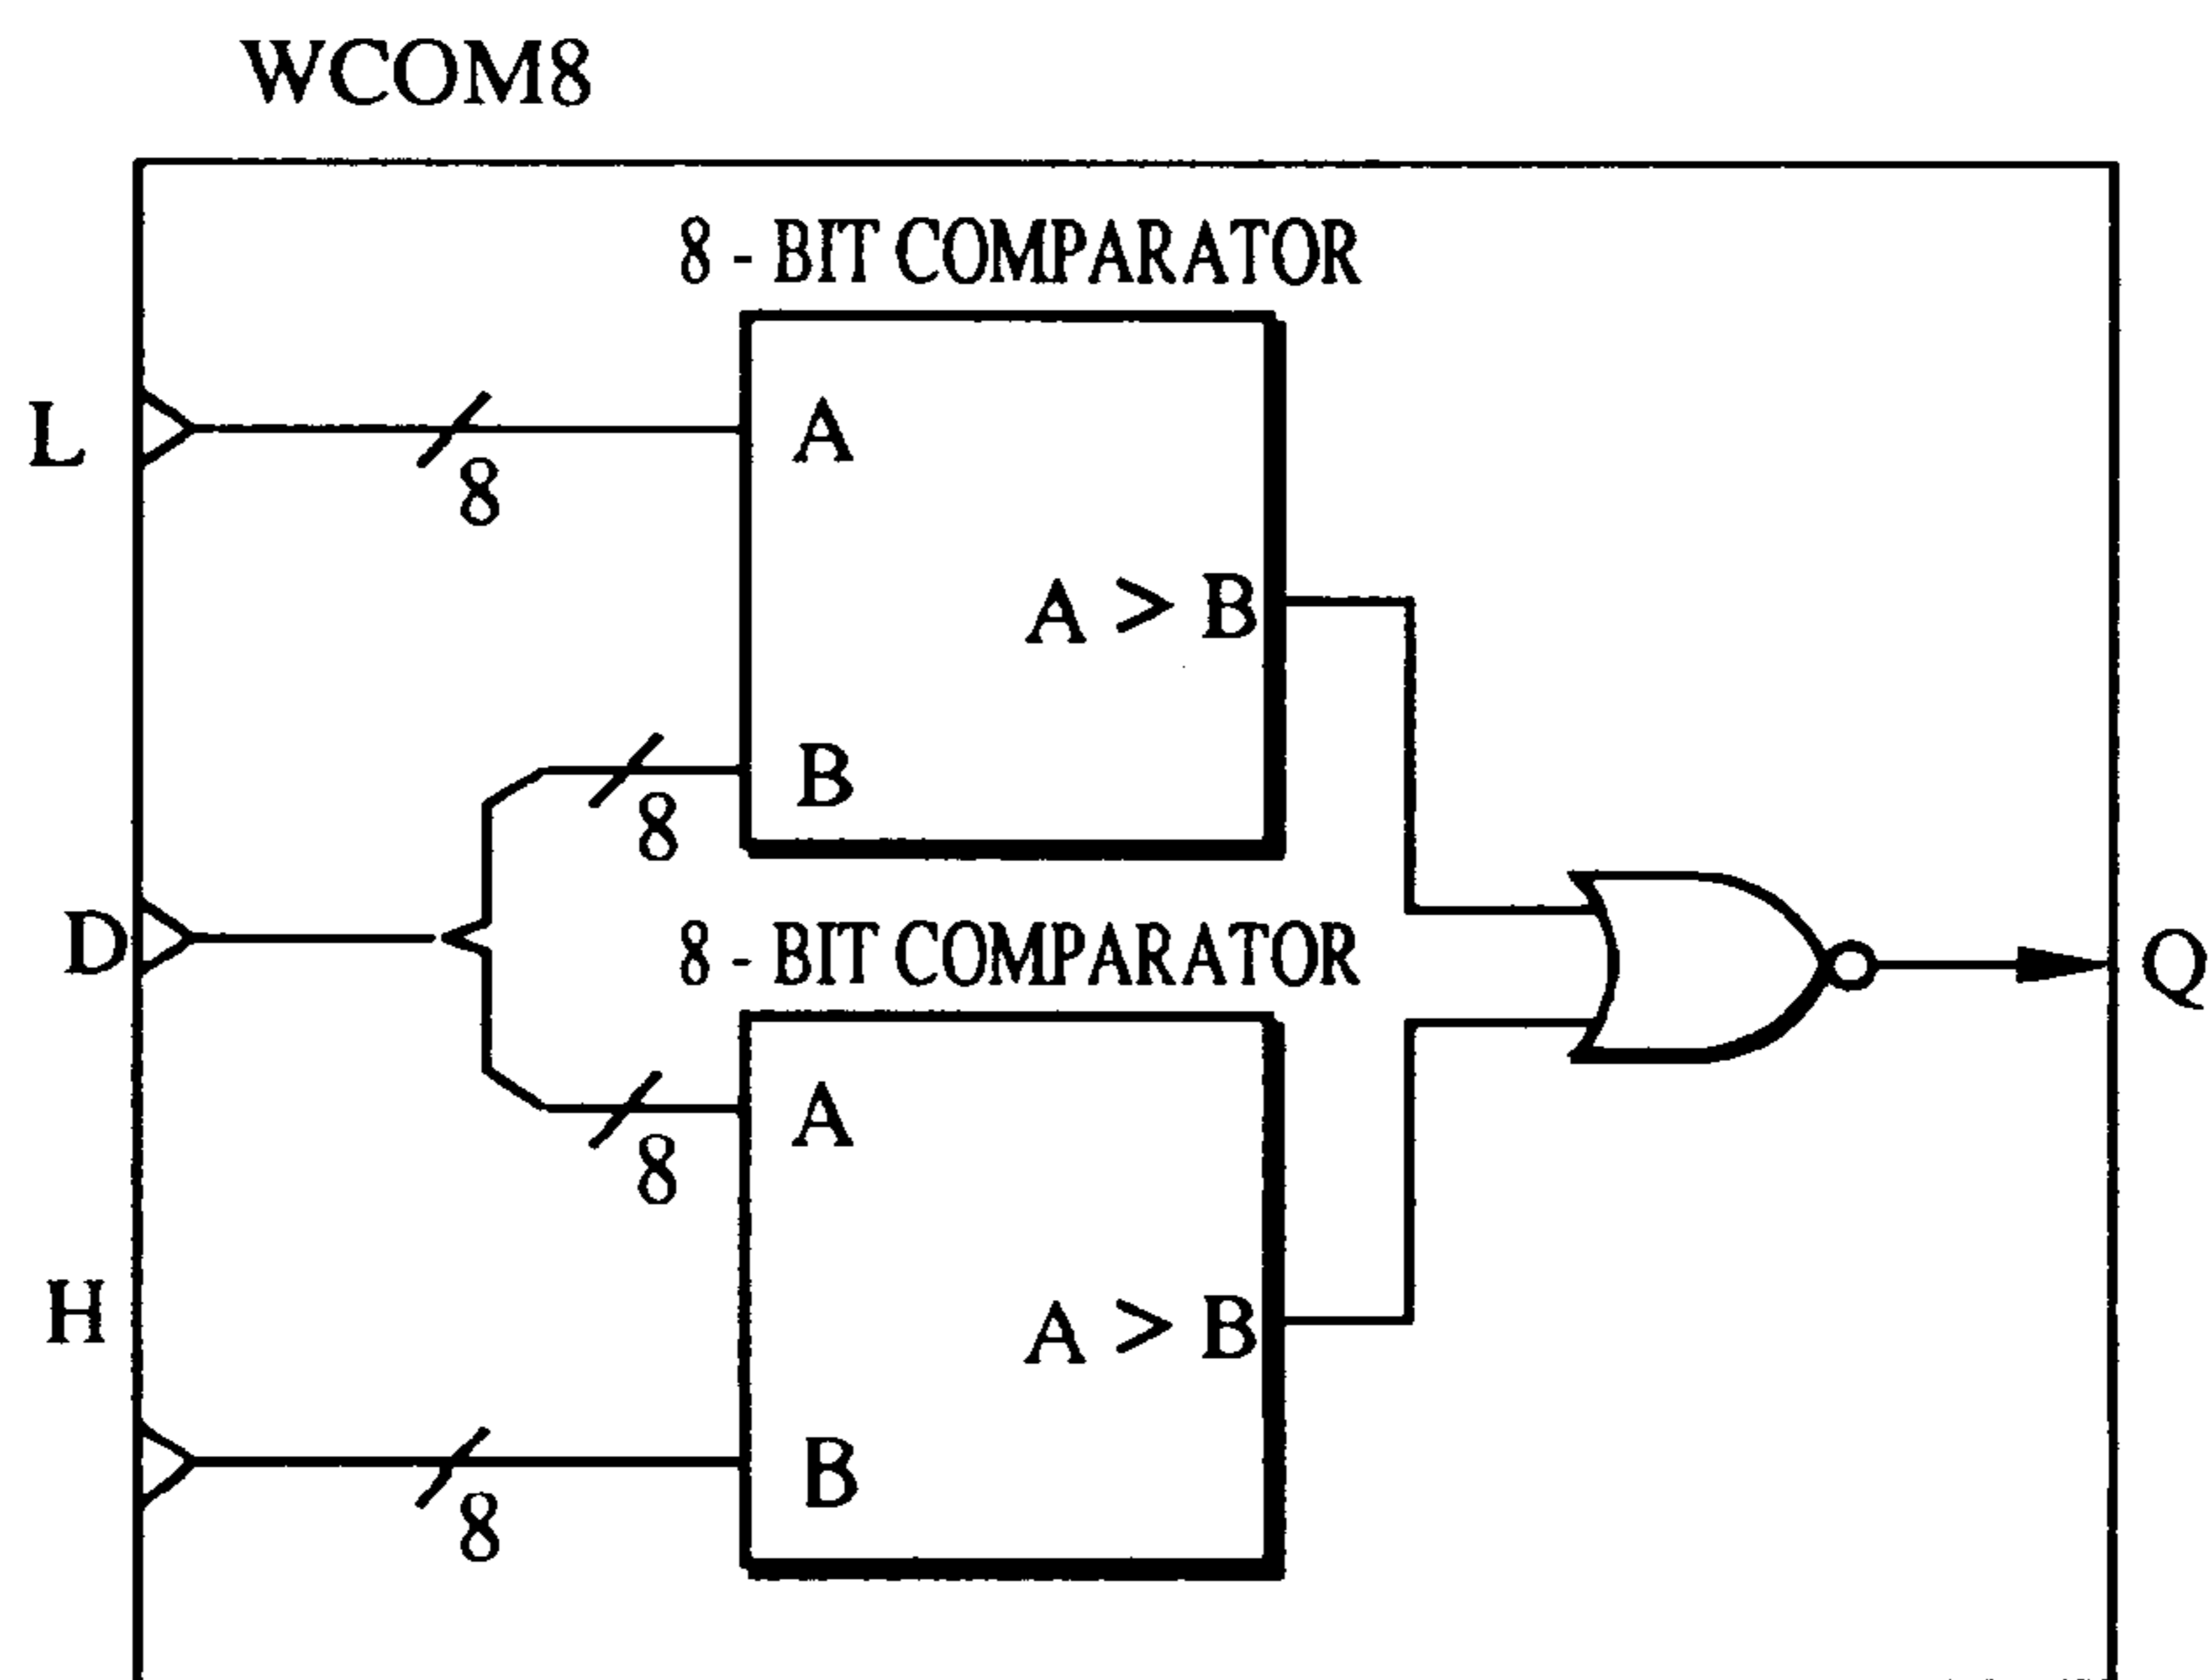 WCOM8
8 - BIT COMPARATOR
L
8
A
A > B
8
B
D
8 - BIT COMPARATOR
Q
A
8
H
A > B
B
8